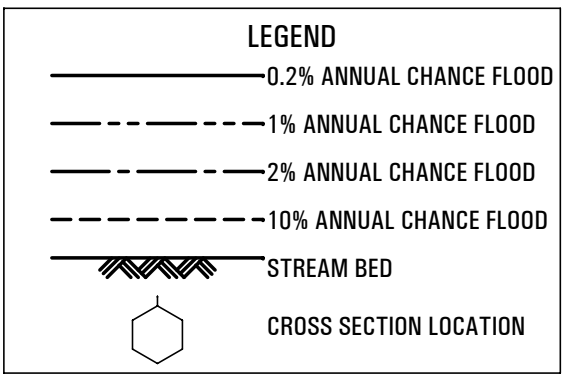 LEGEND
0.2% ANNUAL CHANCE FLOOD
1% ANNUAL CHANCE FLOOD
2% ANNUAL CHANCE FLOOD
10% ANNUAL CHANCE FLOOD
STREAM BED
CROSS SECTION LOCATION